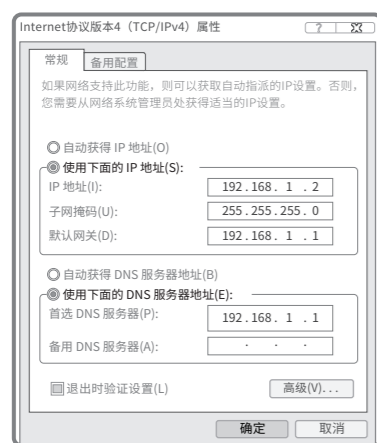 Internet协议版本4（TCP/IPv4）属性
?
常规
备用配置
如果网络支持此功能，则可以获取自动指派的IP设置。否则，
您需要从网络系统管理员处获得适当的IP设置。
自动获得 IP 地址(O)
使用下面的 IP 地址(S):
IP 地址(I): 192.168. 1 .2
子网掩码(U): 255.255.255. 0
默认网关(D): 192.168. 1 .1
自动获得 DNS 服务器地址(B)
使用下面的 DNS 服务器地址(E):
首选 DNS 服务器(P): 192.168. 1 .1
备用 DNS 服务器(A): . . .
退出时验证设置(L)
高级(V)...
确定 取消